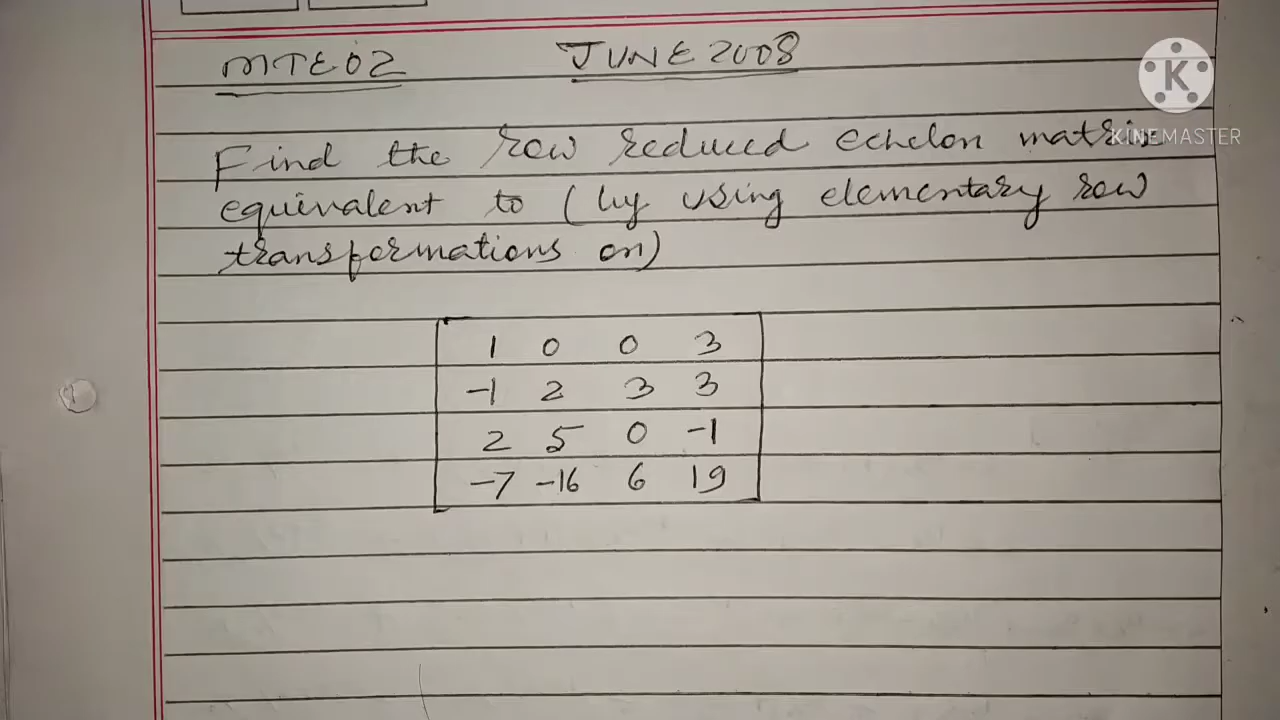 MTE02 JUNE 2008
K
KINEMASTER
Find the row reduced echelon matrix
equivalent to (by using elementary row
transformations on)
1 0 0 3
-1 2 3 3
2 5 0 -1
-7 -16 6 19